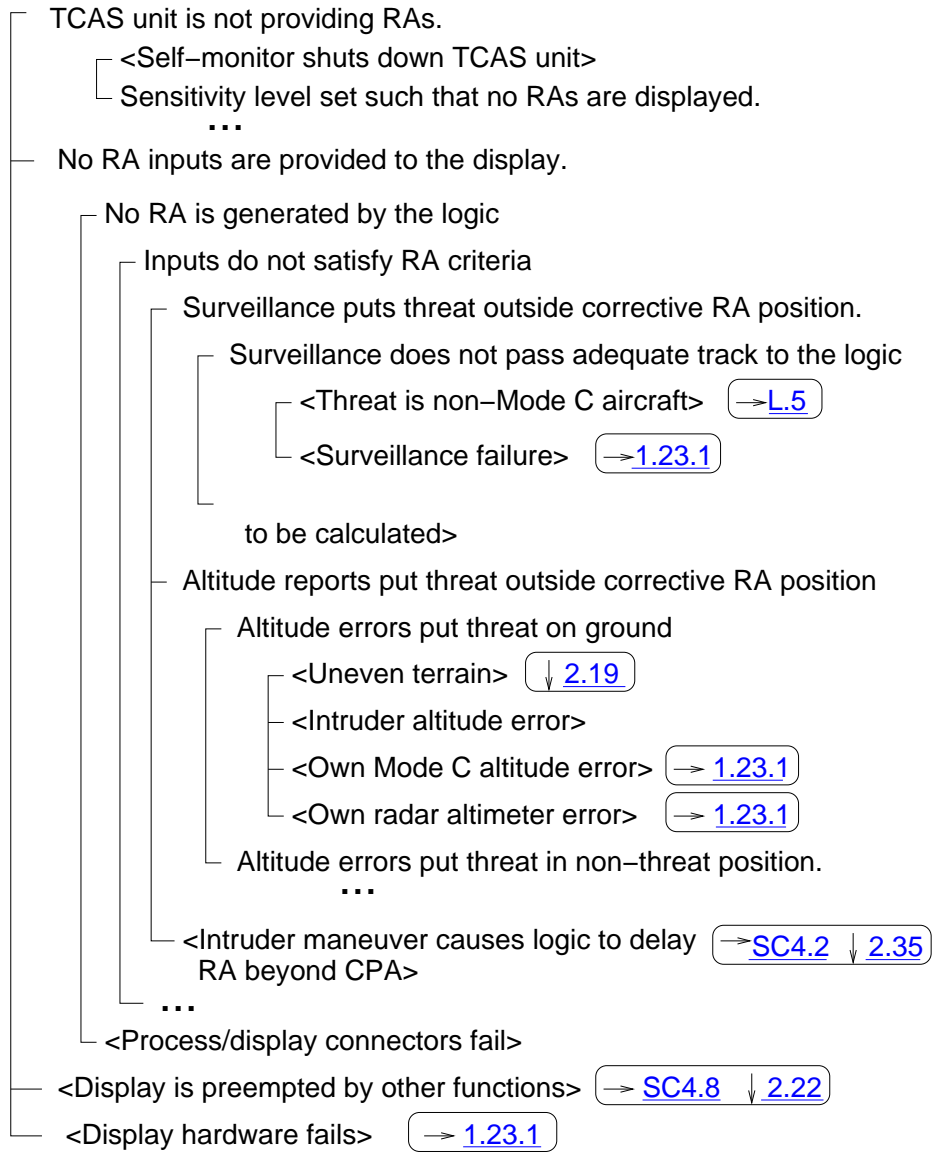 TCAS unit is not providing RAs.
<Self−monitor shuts down TCAS unit>
Sensitivity level set such that no RAs are displayed.
...
No RA inputs are provided to the display.
No RA is generated by the logic
Inputs do not satisfy RA criteria
Surveillance puts threat outside corrective RA position.
Surveillance does not pass adequate track to the logic
<Threat is non−Mode C aircraft> → L.5
<Surveillance failure> → 1.23.1
to be calculated>
Altitude reports put threat outside corrective RA position
Altitude errors put threat on ground
<Uneven terrain> ↓ 2.19
<Intruder altitude error>
<Own Mode C altitude error> → 1.23.1
<Own radar altimeter error> → 1.23.1
Altitude errors put threat in non−threat position.
...
<Intruder maneuver causes logic to delay → SC4.2 ↓ 2.35
RA beyond CPA>
...
<Process/display connectors fail>
<Display is preempted by other functions> → SC4.8 ↓ 2.22
<Display hardware fails> → 1.23.1